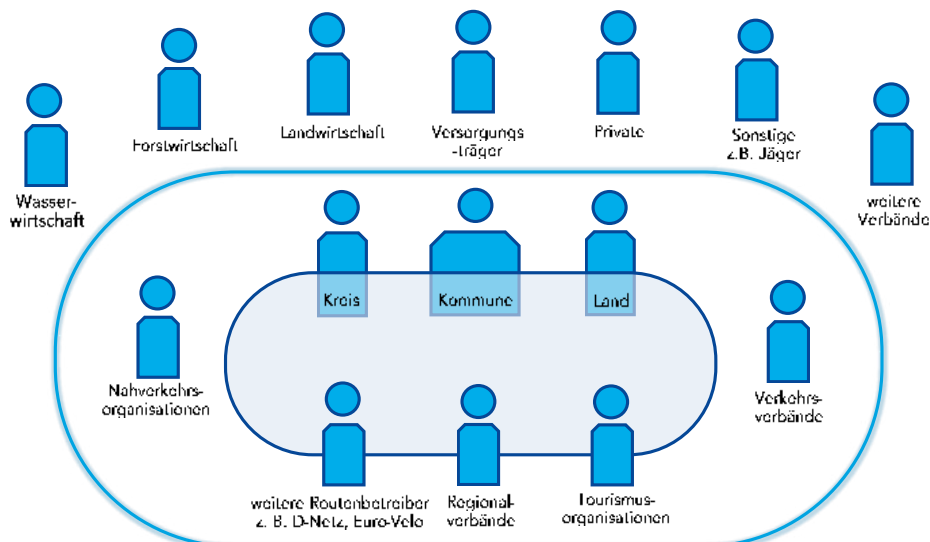 Forstwirtschaft
Landwirtschaft
Versorgungs
-träger
Private
Sonstige
z.B. Jäger
Wasser-
wirtschaft
weitere
Verbände
Kreis
Kommune
Land
Nahverkehrs-
organisationen
Verkehrs-
verbände
weitere Routenbetreiber
z. B. D-Netz, Euro-Velo
Regional-
verbände
Tourismus-
organisationen